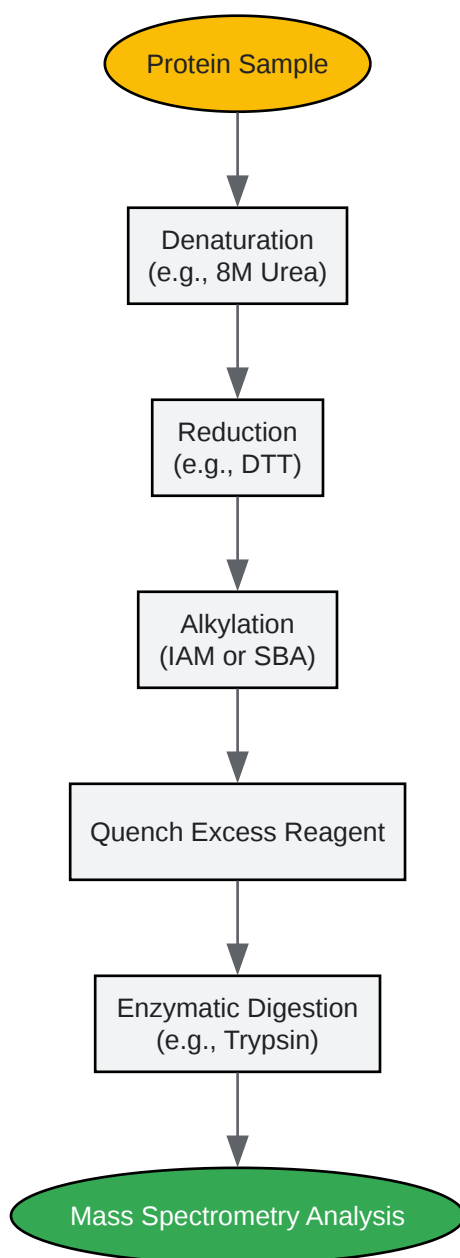 Protein Sample
Denaturation
(e.g., 8M Urea)
Reduction
(e.g., DTT)
Alkylation
(IAM or SBA)
Quench Excess Reagent
Enzymatic Digestion
(e.g., Trypsin)
Mass Spectrometry Analysis